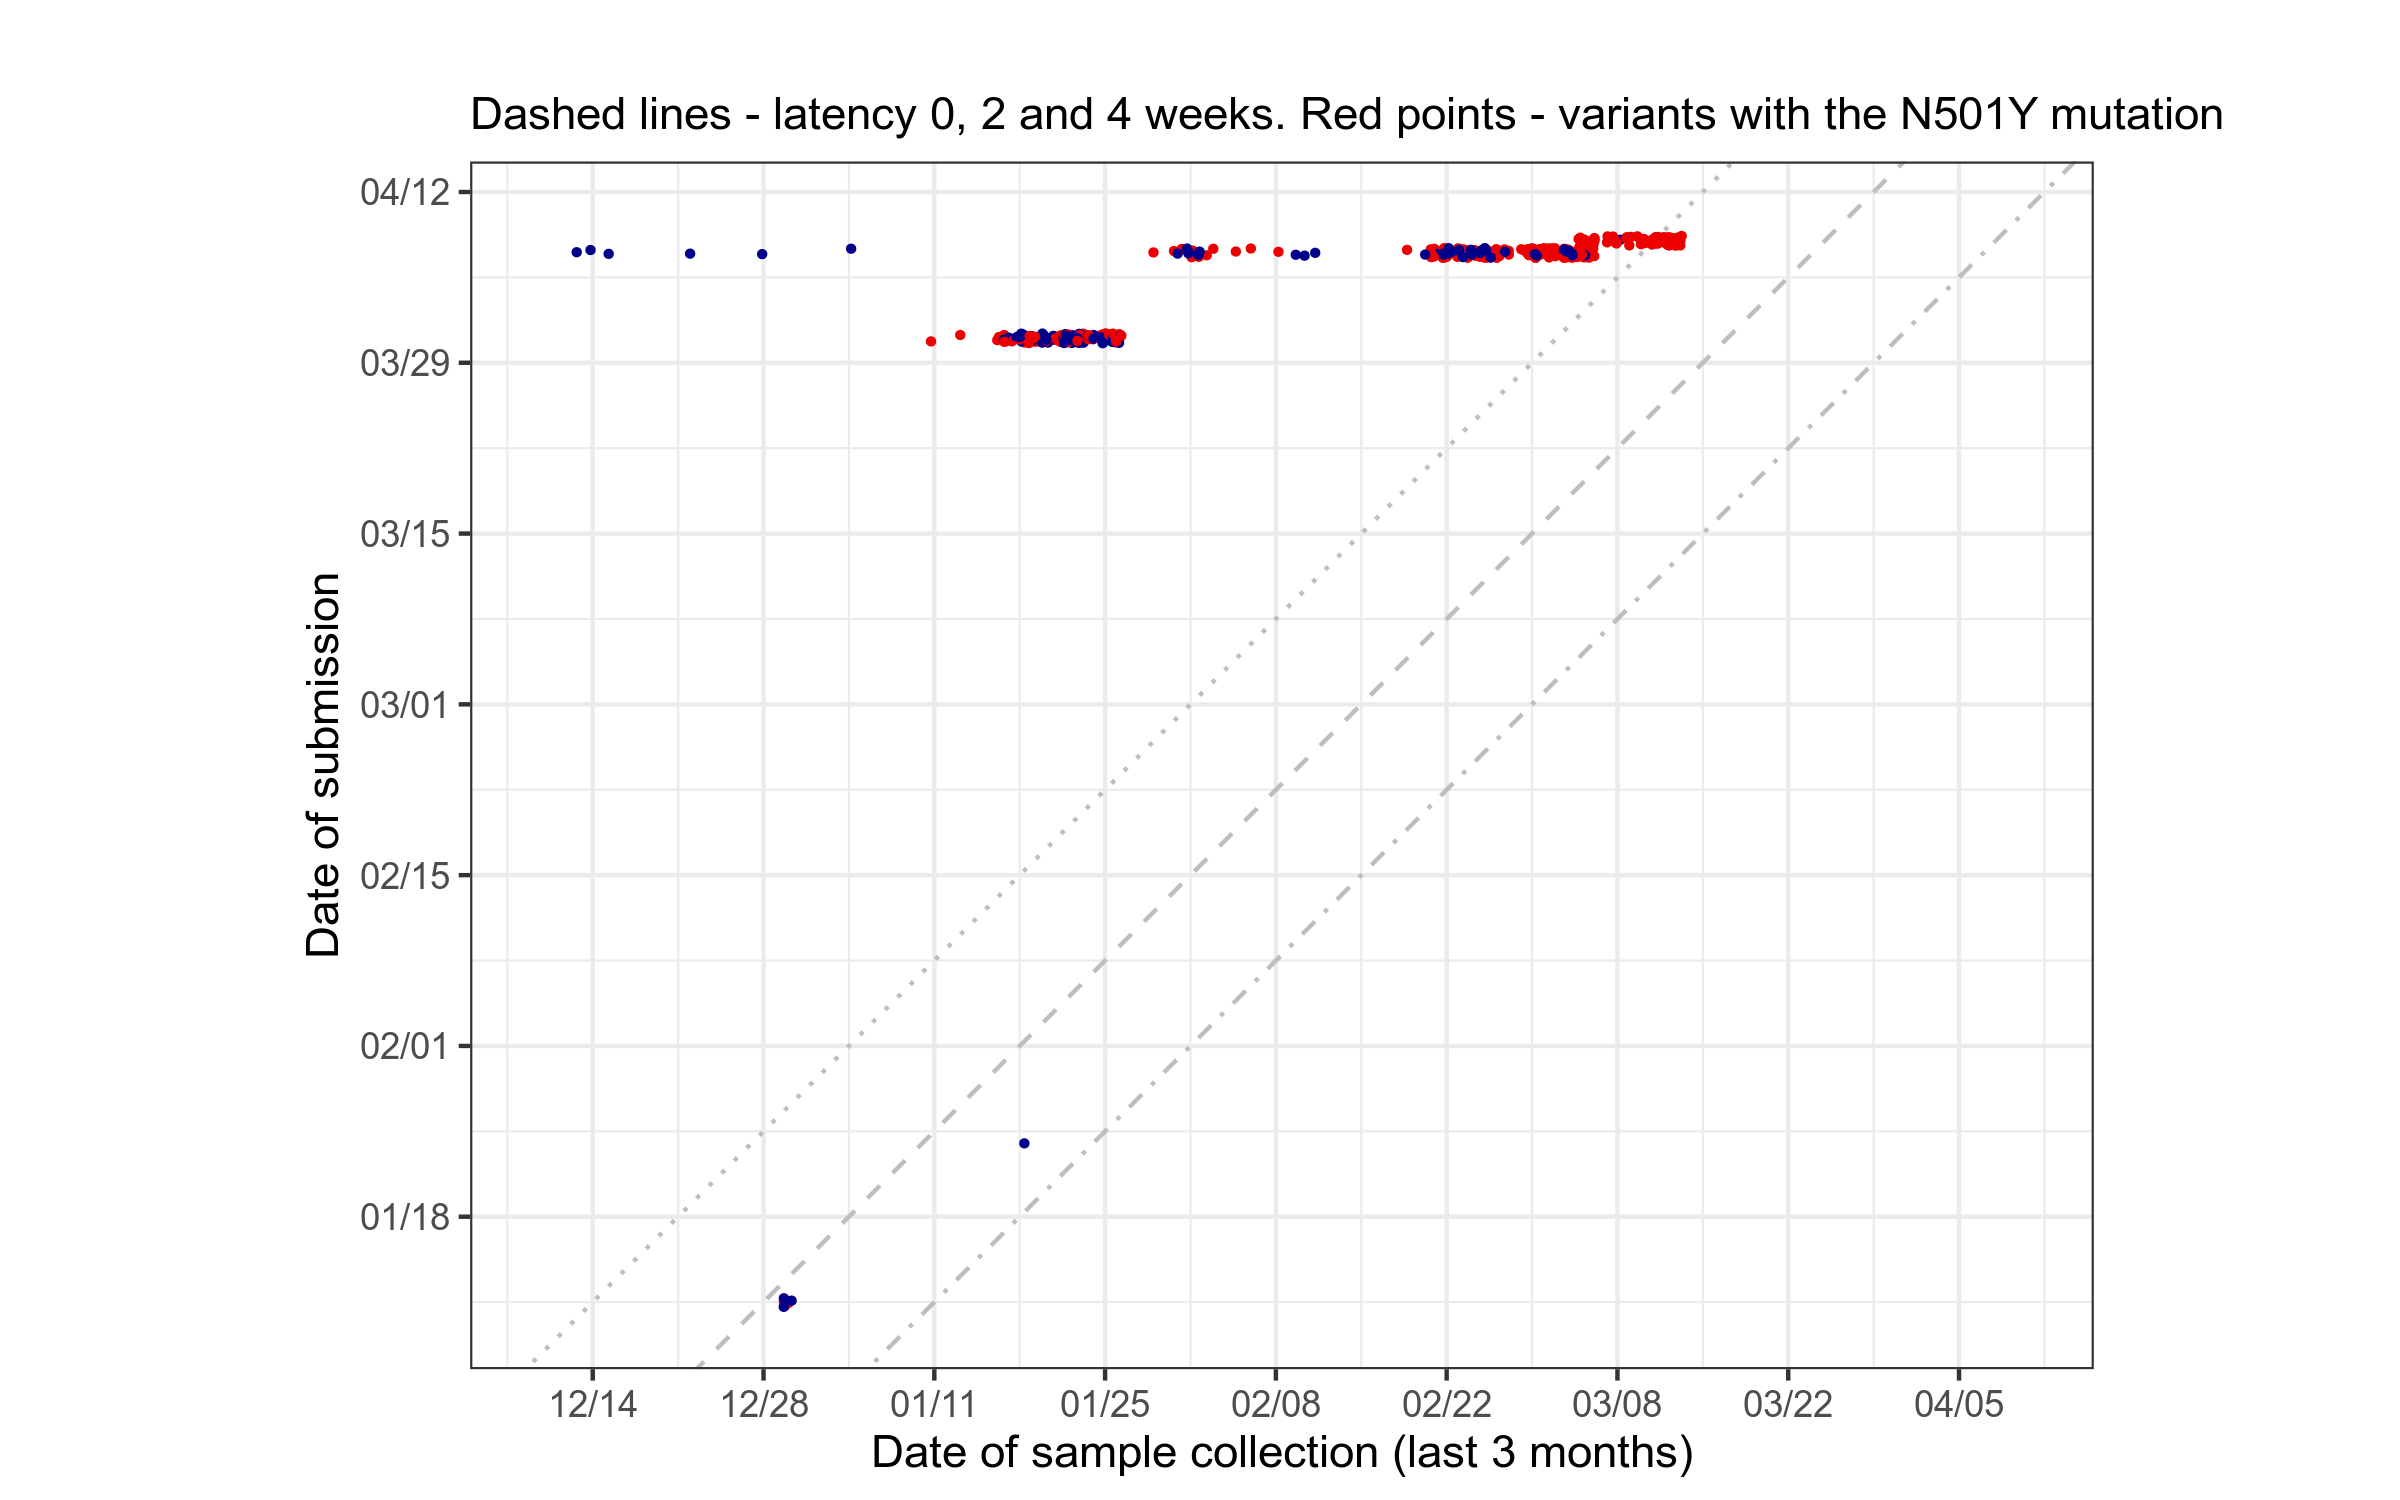 Dashed lines - latency 0, 2 and 4 weeks. Red points - variants with the N501Y mutation
04/12
03/29
03/15
03/01
02/15
02/01
01/18
Date of submission
12/14 12/28 01/11 01/25 02/08 02/22 03/08 03/22 04/05
Date of sample collection (last 3 months)